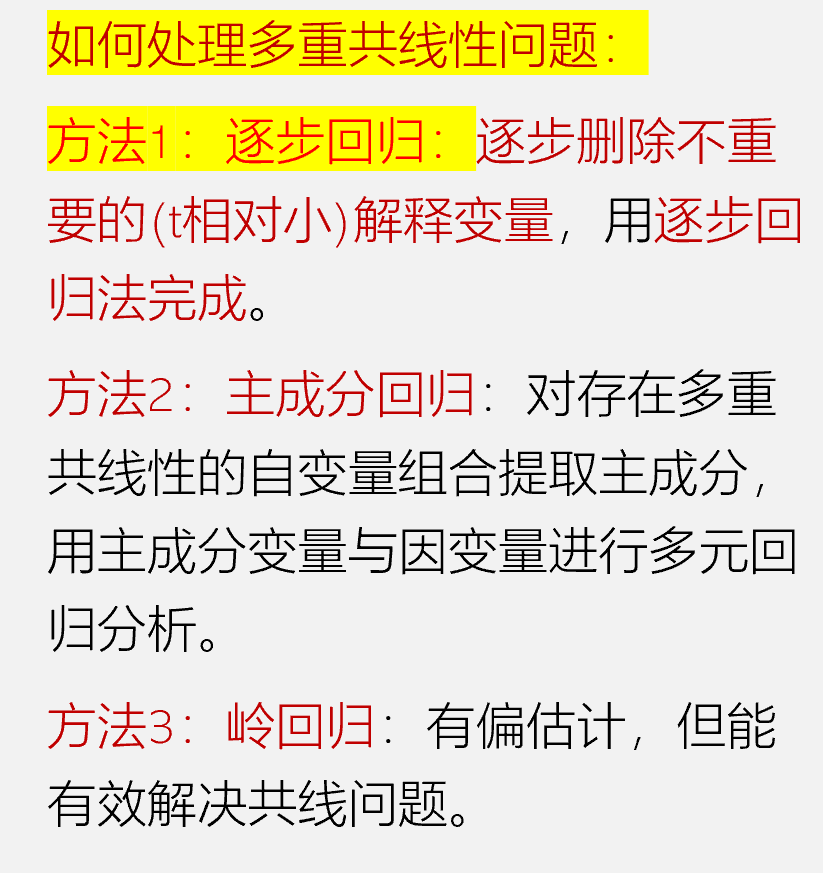 如何处理多重共线性问题：
方法1：逐步回归：逐步删除不重
要的(t相对小)解释变量，用逐步回
归法完成。
方法2：主成分回归：对存在多重
共线性的自变量组合提取主成分，
用主成分变量与因变量进行多元回
归分析。
方法3：岭回归：有偏估计，但能
有效解决共线问题。